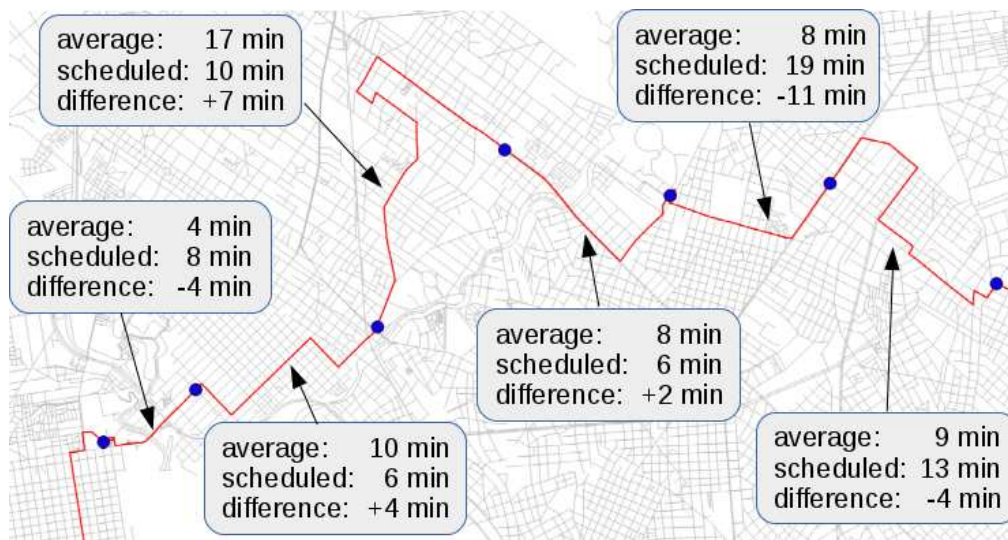 average: 17 min
scheduled: 10 min
difference: +7 min
average: 8 min
scheduled: 19 min
difference: -11 min
average: 4 min
scheduled: 8 min
difference: -4 min
average: 8 min
scheduled: 6 min
difference: +2 min
average: 10 min
scheduled: 6 min
difference: +4 min
average: 9 min
scheduled: 13 min
difference: -4 min